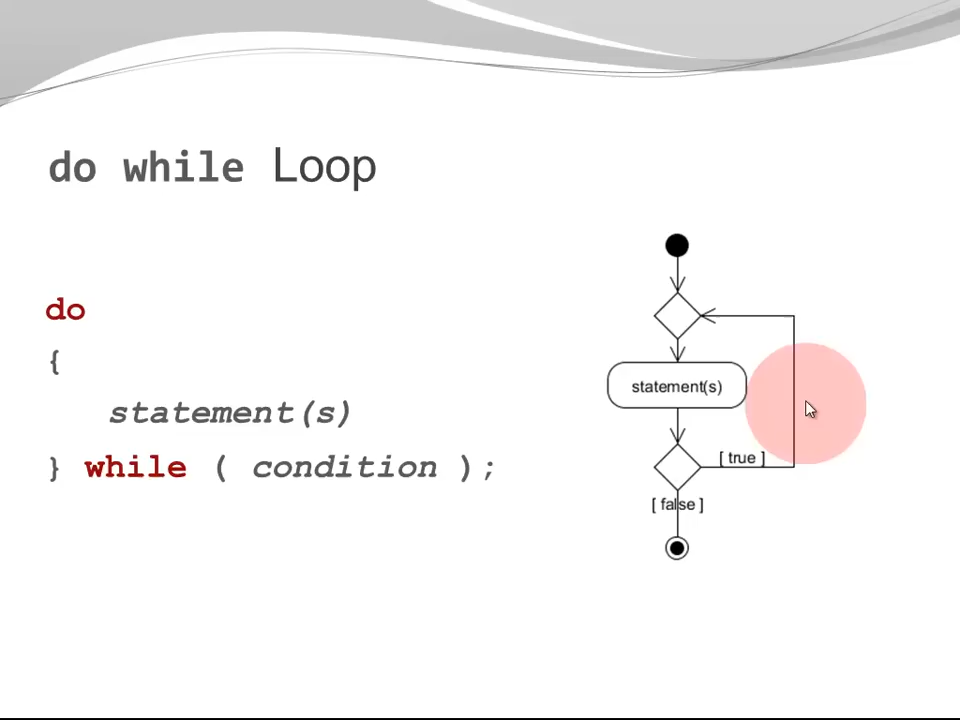 do while Loop
do
{
statement(s)
} while ( condition );
statement(s)
[ true ]
[ false ]